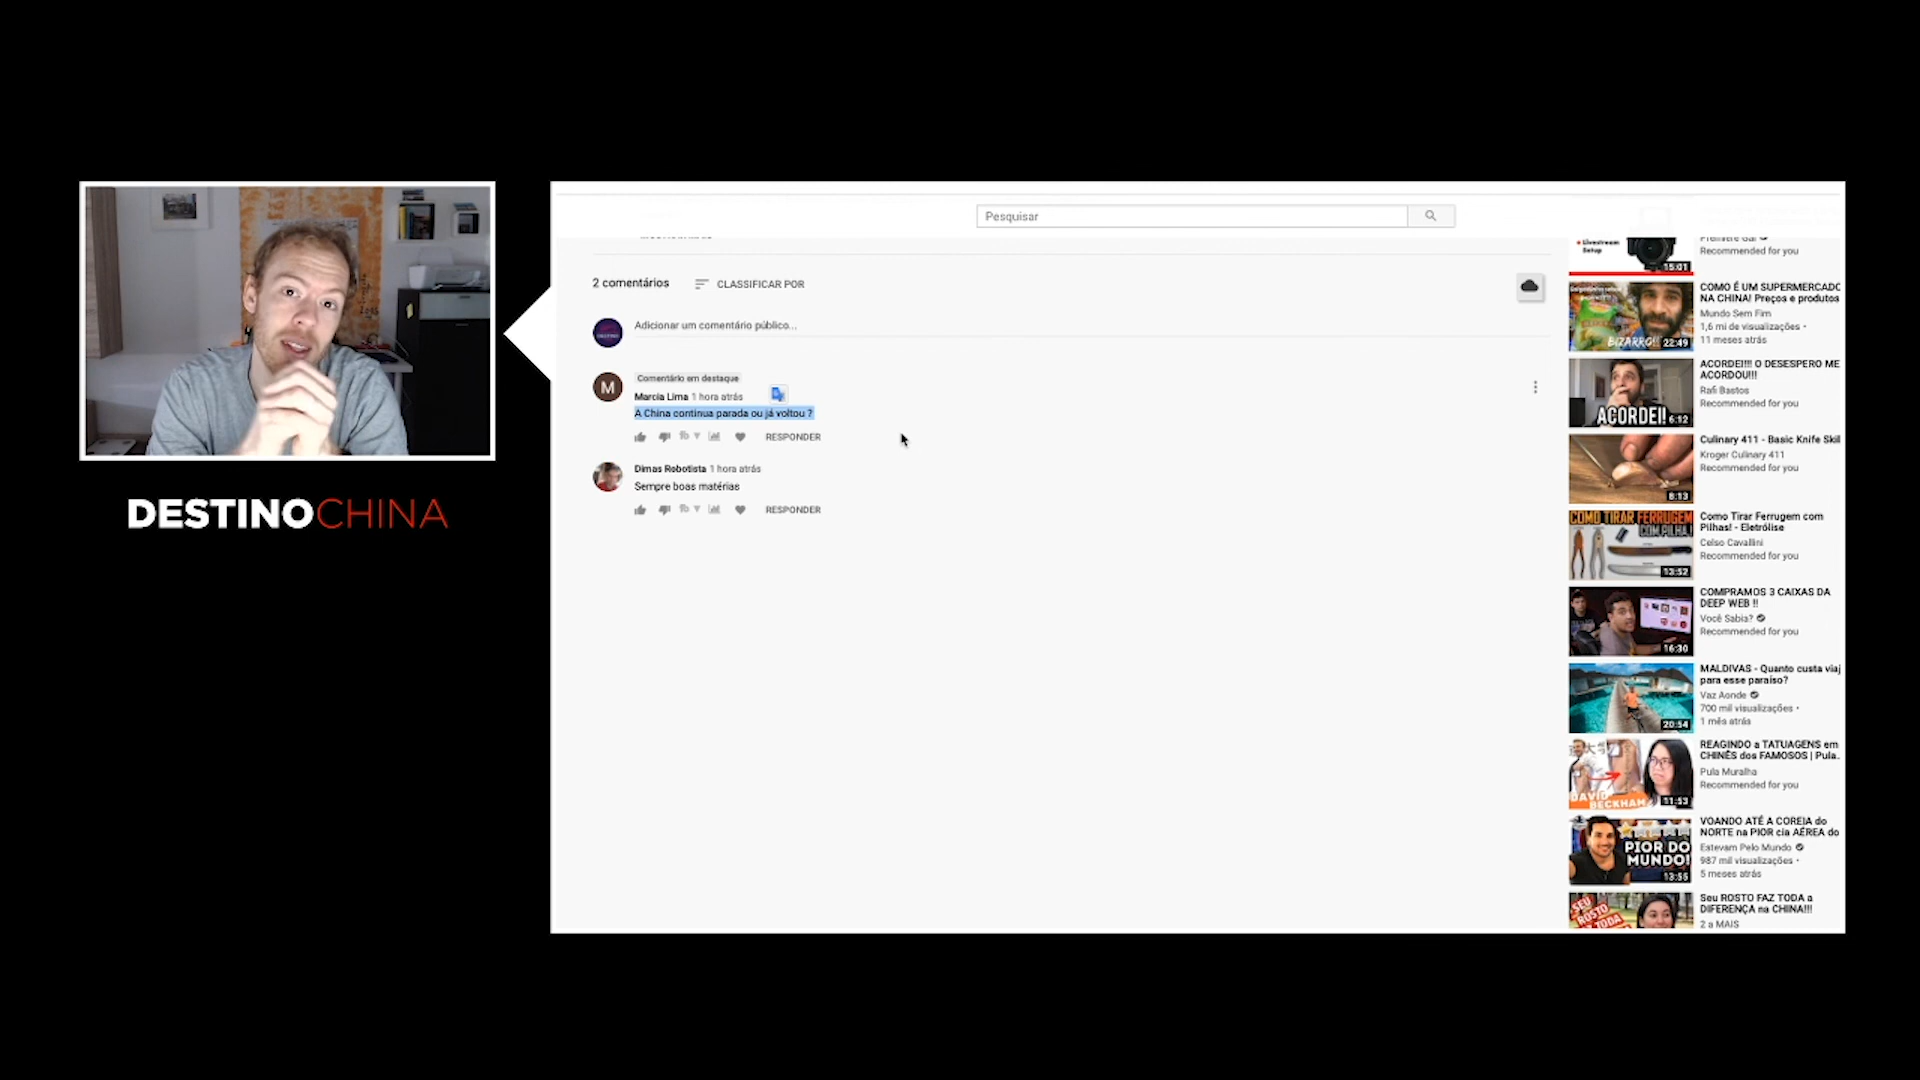 Pesquisar
2 comentários
CLASSIFICAR POR
Adicionar um comentário público...
M
Comentário em destaque
Marcia Lima 1 hora atrás
A China continua parada ou já voltou ?
RESPONDER
Dimas Robotista 1 hora atrás
Sempre boas matérias
RESPONDER
DESTINOCHINA
Livestream
Setup
15:01
Premiere Gal
Recommended for you
BIZARRO!! 22:49
COMO É UM SUPERMERCADO
NA CHINA! Preços e produtos
Mundo Sem Fim
1,6 mi de visualizações •
11 meses atrás
ACORDEI! 6:12
ACORDEI!!! O DESESPERO ME
ACORDOU!!!
Rafi Bastos
Recommended for you
8:13
Culinary 411 - Basic Knife Skil
Kroger Culinary 411
Recommended for you
COMO TIRAR FERRUGEM
COM PILHA!
13:52
Como Tirar Ferrugem com
Pilhas! - Eletrólise
Celso Cavallini
Recommended for you
16:30
COMPRAMOS 3 CAIXAS DA
DEEP WEB !!
Você Sabia?
Recommended for you
20:54
MALDIVAS - Quanto custa viaj
para esse paraíso?
Vaz Aonde
700 mil visualizações •
1 mês atrás
DAVID
BECKHAM
11:53
REAGINDO a TATUAGENS em
CHINÊS dos FAMOSOS | Pula.
Pula Muralha
Recommended for you
PIOR DO
MUNDO!
13:55
VOANDO ATÉ A COREIA do
NORTE na PIOR cia AÉREA do
Estevam Pelo Mundo
987 mil visualizações •
5 meses atrás
SEU
ROSTO
TODA
Seu ROSTO FAZ TODA a
DIFERENÇA na CHINA!!!
2 a MAIS